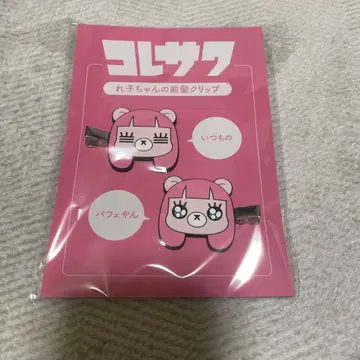 コレサワ
れ子ちゃんの前髪クリップ
いつもの
パフェやん